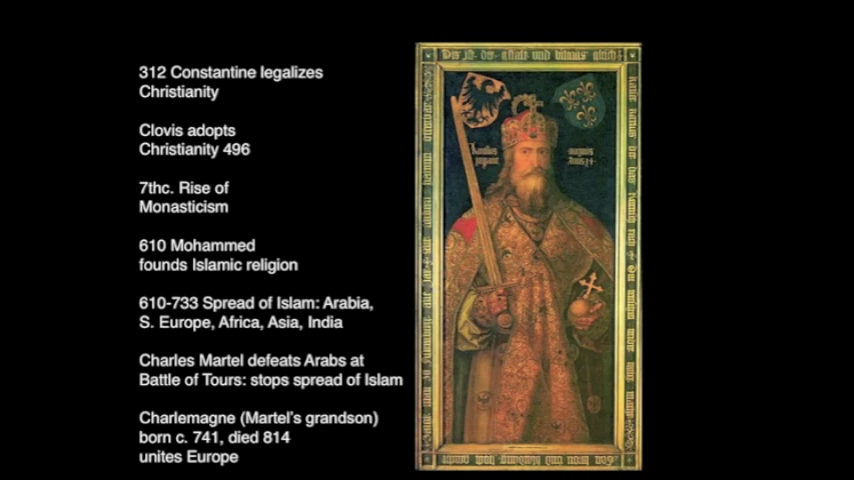 312 Constantine legalizes
Christianity
Clovis adopts
Christianity 496
7thc. Rise of
Monasticism
610 Mohammed
founds Islamic religion
610-733 Spread of Islam: Arabia,
S. Europe, Africa, Asia, India
Charles Martel defeats Arabs at
Battle of Tours: stops spread of Islam
Charlemagne (Martel's grandson)
born c. 741, died 814
unites Europe